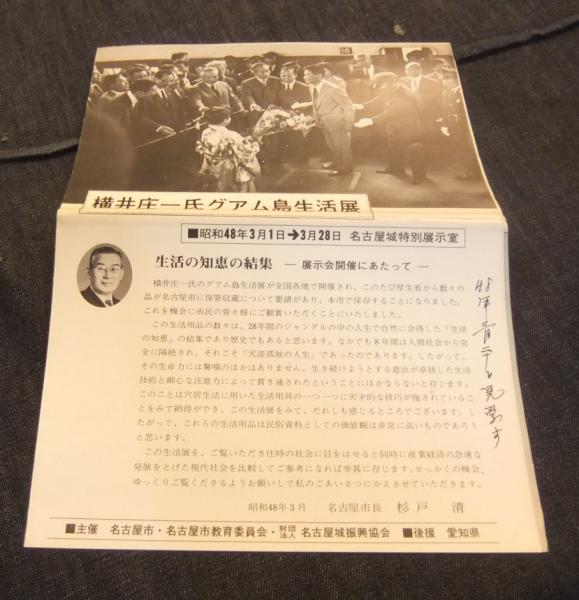 横井庄一氏グアム島生活展
■昭和48年3月1日➔3月28日 名古屋城特別展示室
生活の知恵の結集 ― 展示会開催にあたって ―
横井庄一氏のグアム島生活展が全国各地で開催され、このたび厚生省から数々の
品が名古屋市に保管収蔵について要請があり、本市で保存することになりました。
これを機会に市民の皆々様にご観賞いただくことにいたしました。
この生活用品の数々は、28年間のジャングルの中の人生で自然に会得した「生活
の知恵」の結集であり歴史でもあると思います。なかでも8年間は人間社会から完
全に隔絶され、それこそ「天涯孤独の人生」であったのであります。したがって、
その生命力には驚嘆のほかはありません。生き続けようとする意欲が卓抜した生活
技術と細心な注意力によって貫き通されたということにほかならないと存じます。
このことは穴居生活に用いた生活用具の一つ一つに天才的な技巧が施されている
ことをみて納得ができ、この生活展をみて、だれしも感じるところでございます。し
たがって、これらの生活用品は民俗資料としての価値観は非常に高いものであろう
と思います。
この生活展を、ご覧いただき往時の社会に目をはせると同時に産業経済の急速な
発展をとげた現代社会を比較してご参考になれば幸甚に存じます。せっかくの機会、
ゆっくりご覧くださるようお願いして私のごあいさつにかえさせていただきます。
昭和48年3月 名古屋市長 杉戸 清
■主催 名古屋市・名古屋市教育委員会・財団法人 名古屋城振興協会 ■後援 愛知県